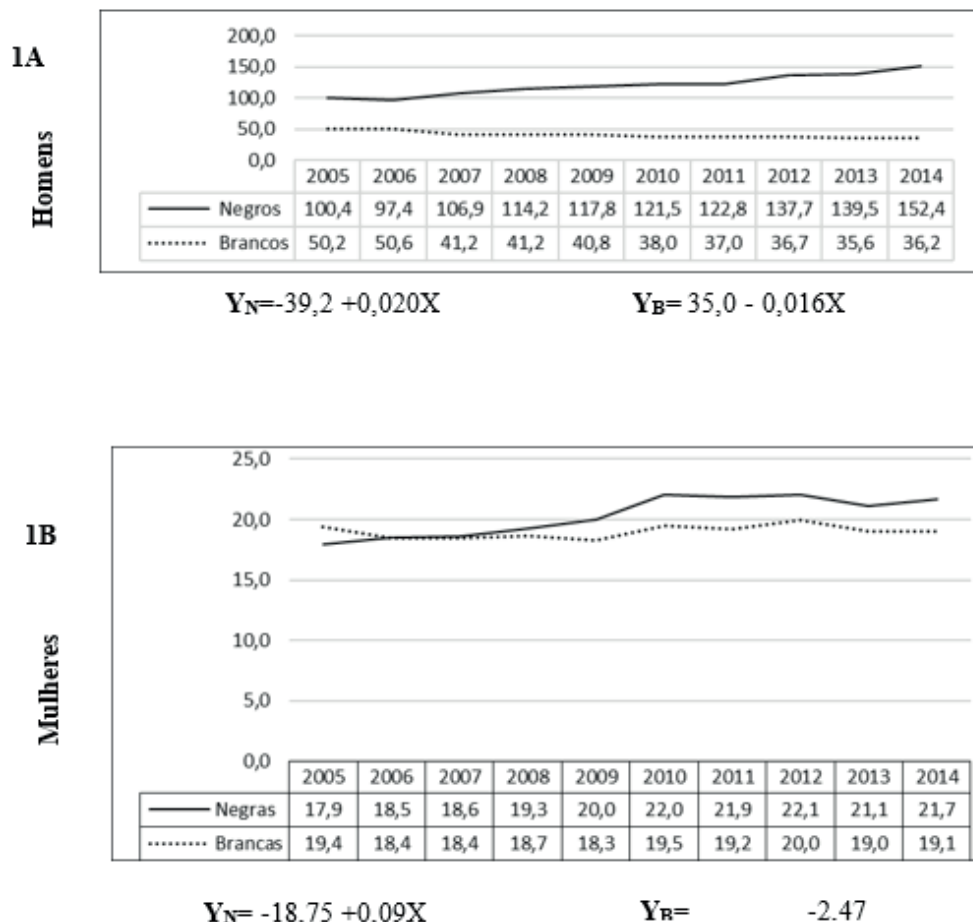 1A
Homens
200,0
150,0
100,0
50,0
0,0
2005 2006 2007 2008 2009 2010 2011 2012 2013 2014
Negros 100,4 97,4 106,9 114,2 117,8 121,5 122,8 137,7 139,5 152,4
Brancos 50,2 50,6 41,2 41,2 40,8 38,0 37,0 36,7 35,6 36,2
YN=-39,2 +0,020X YB= 35,0 - 0,016X
1B
Mulheres
25,0
20,0
15,0
10,0
5,0
0,0
2005 2006 2007 2008 2009 2010 2011 2012 2013 2014
Negras 17,9 18,5 18,6 19,3 20,0 22,0 21,9 22,1 21,1 21,7
Brancas 19,4 18,4 18,4 18,7 18,3 19,5 19,2 20,0 19,0 19,1
YN= -18,75 +0,09X YB= -2,47